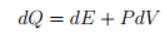 dQ = dE + PdV